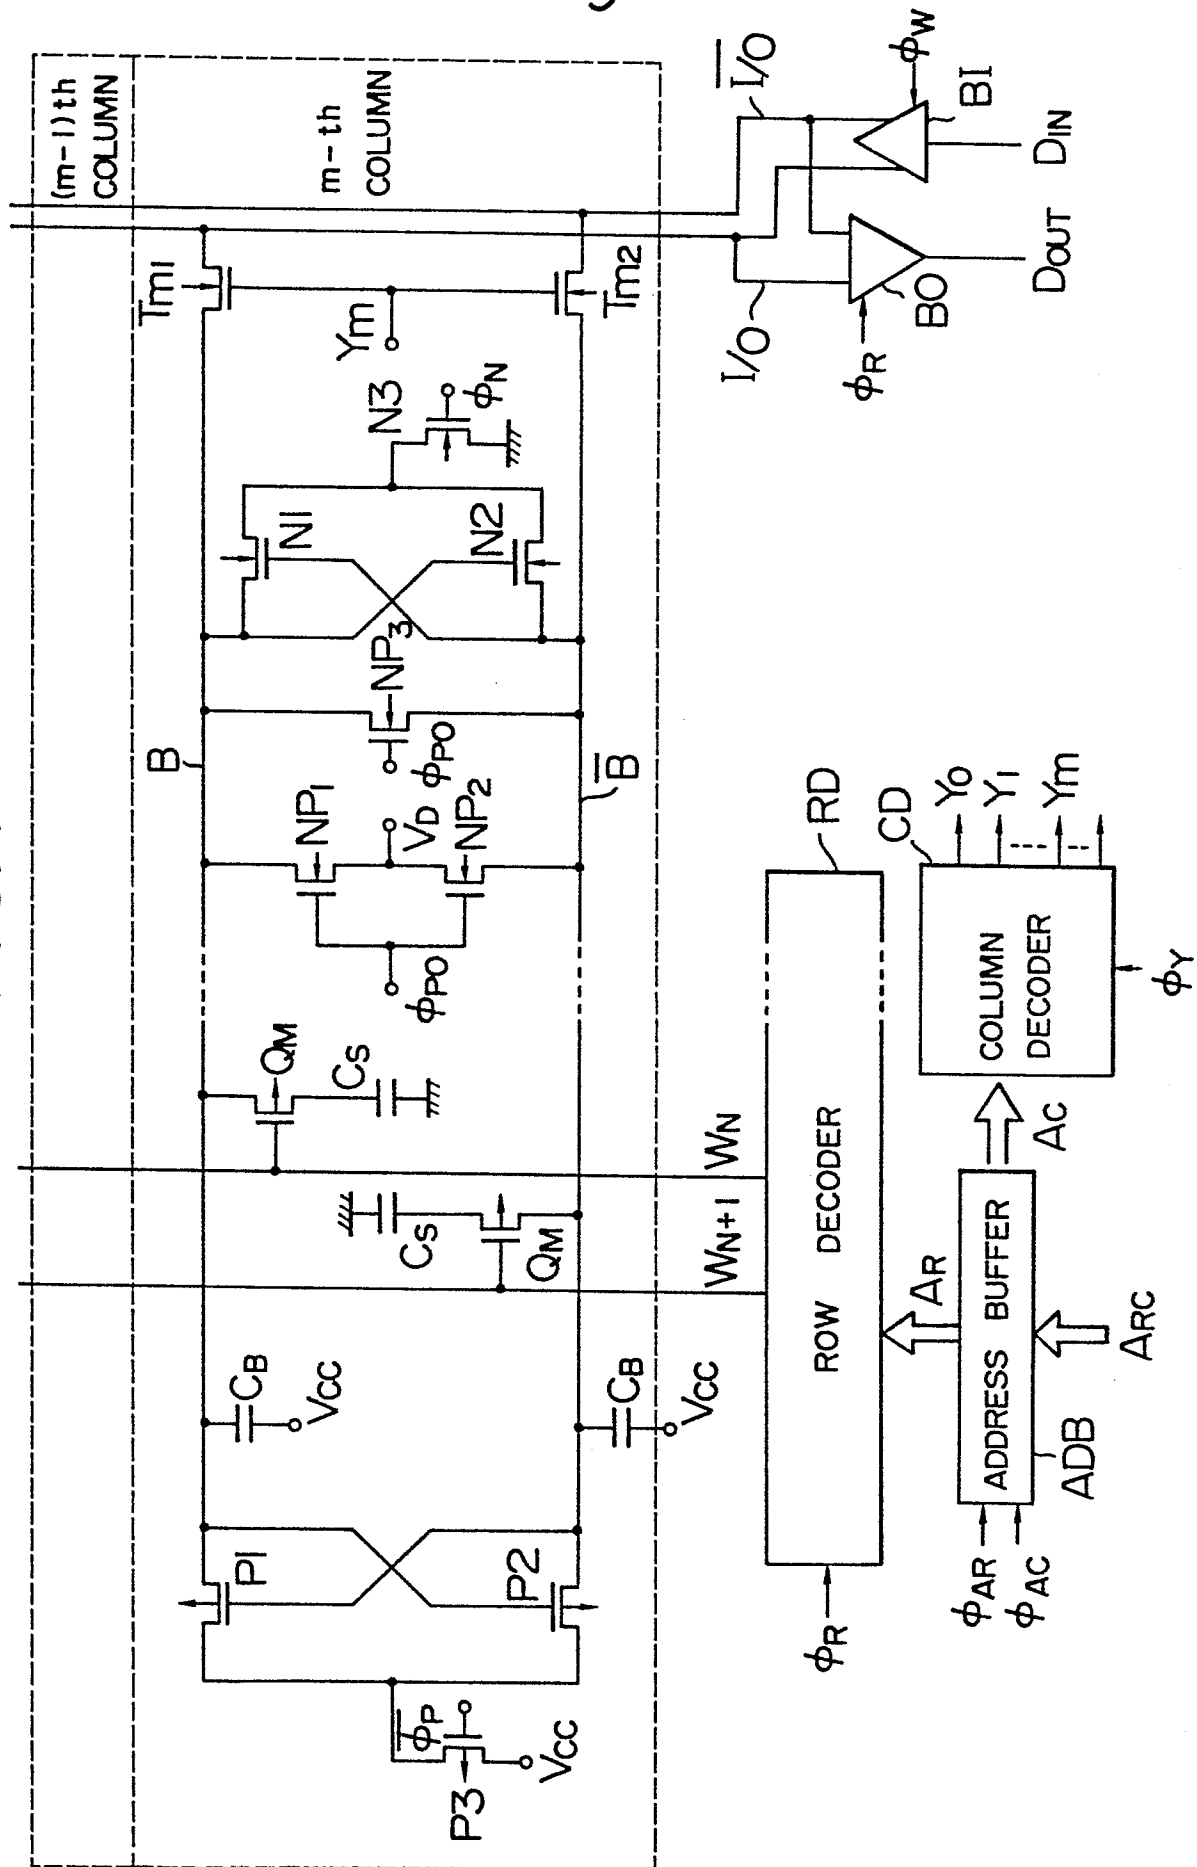 (m-1)th
COLUMN
m-th
COLUMN
Tm1
Tm2
Ym
N3
ϕN
N1
N2
NP3
ϕPO
B
B̅
NP1
VD
NP2
ϕPO
QM
CS
WN
CS
QM
WN+1
CB
VCC
CB
VCC
P1
P2
ϕ̅P̅
P3
VCC
I̅/̅O̅
I/O
ϕW
BI
DIN
BO
DOUT
ϕR
RD
ROW DECODER
ϕR
CD
Y0
Y1
Ym
COLUMN
DECODER
ϕY
AC
AR
ADDRESS BUFFER
ADB
ARC
ϕAR
ϕAC